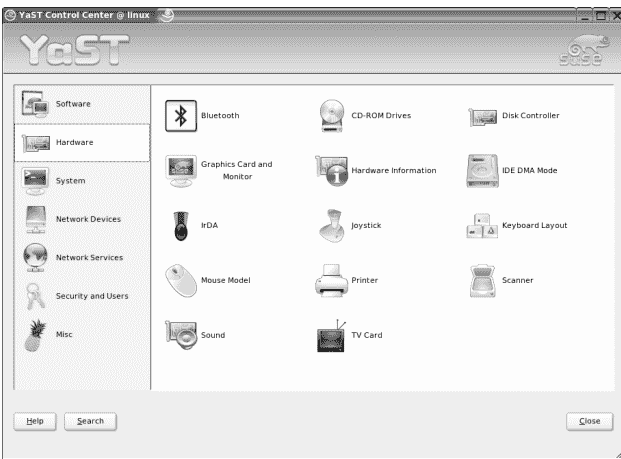 YaST Control Center @ linux
YaST
SUSE
Software
Hardware
System
Network Devices
Network Services
Security and Users
Misc
Bluetooth
CD-ROM Drives
Disk Controller
Graphics Card and
Monitor
Hardware Information
IDE DMA Mode
IrDA
Joystick
Keyboard Layout
Mouse Model
Printer
Scanner
Sound
TV Card
Help
Search
Close